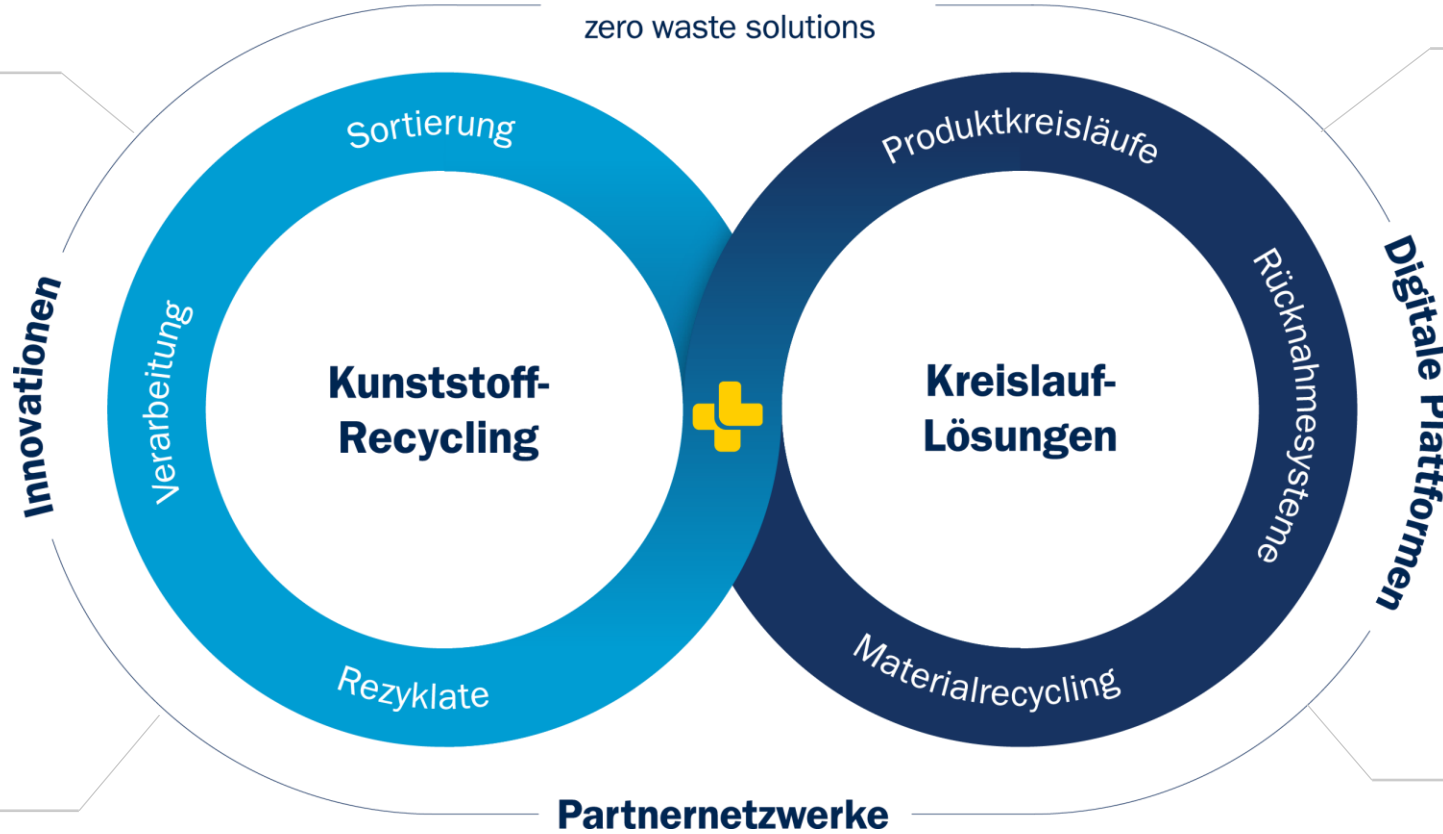 zero waste solutions
Sortierung
Verarbeitung
Rezyklate
Kunststoff-
Recycling
Produktkreisläufe
Rücknahmesysteme
Materialrecycling
Kreislauf-
Lösungen
Innovationen
Digitale Plattformen
Partnernetzwerke